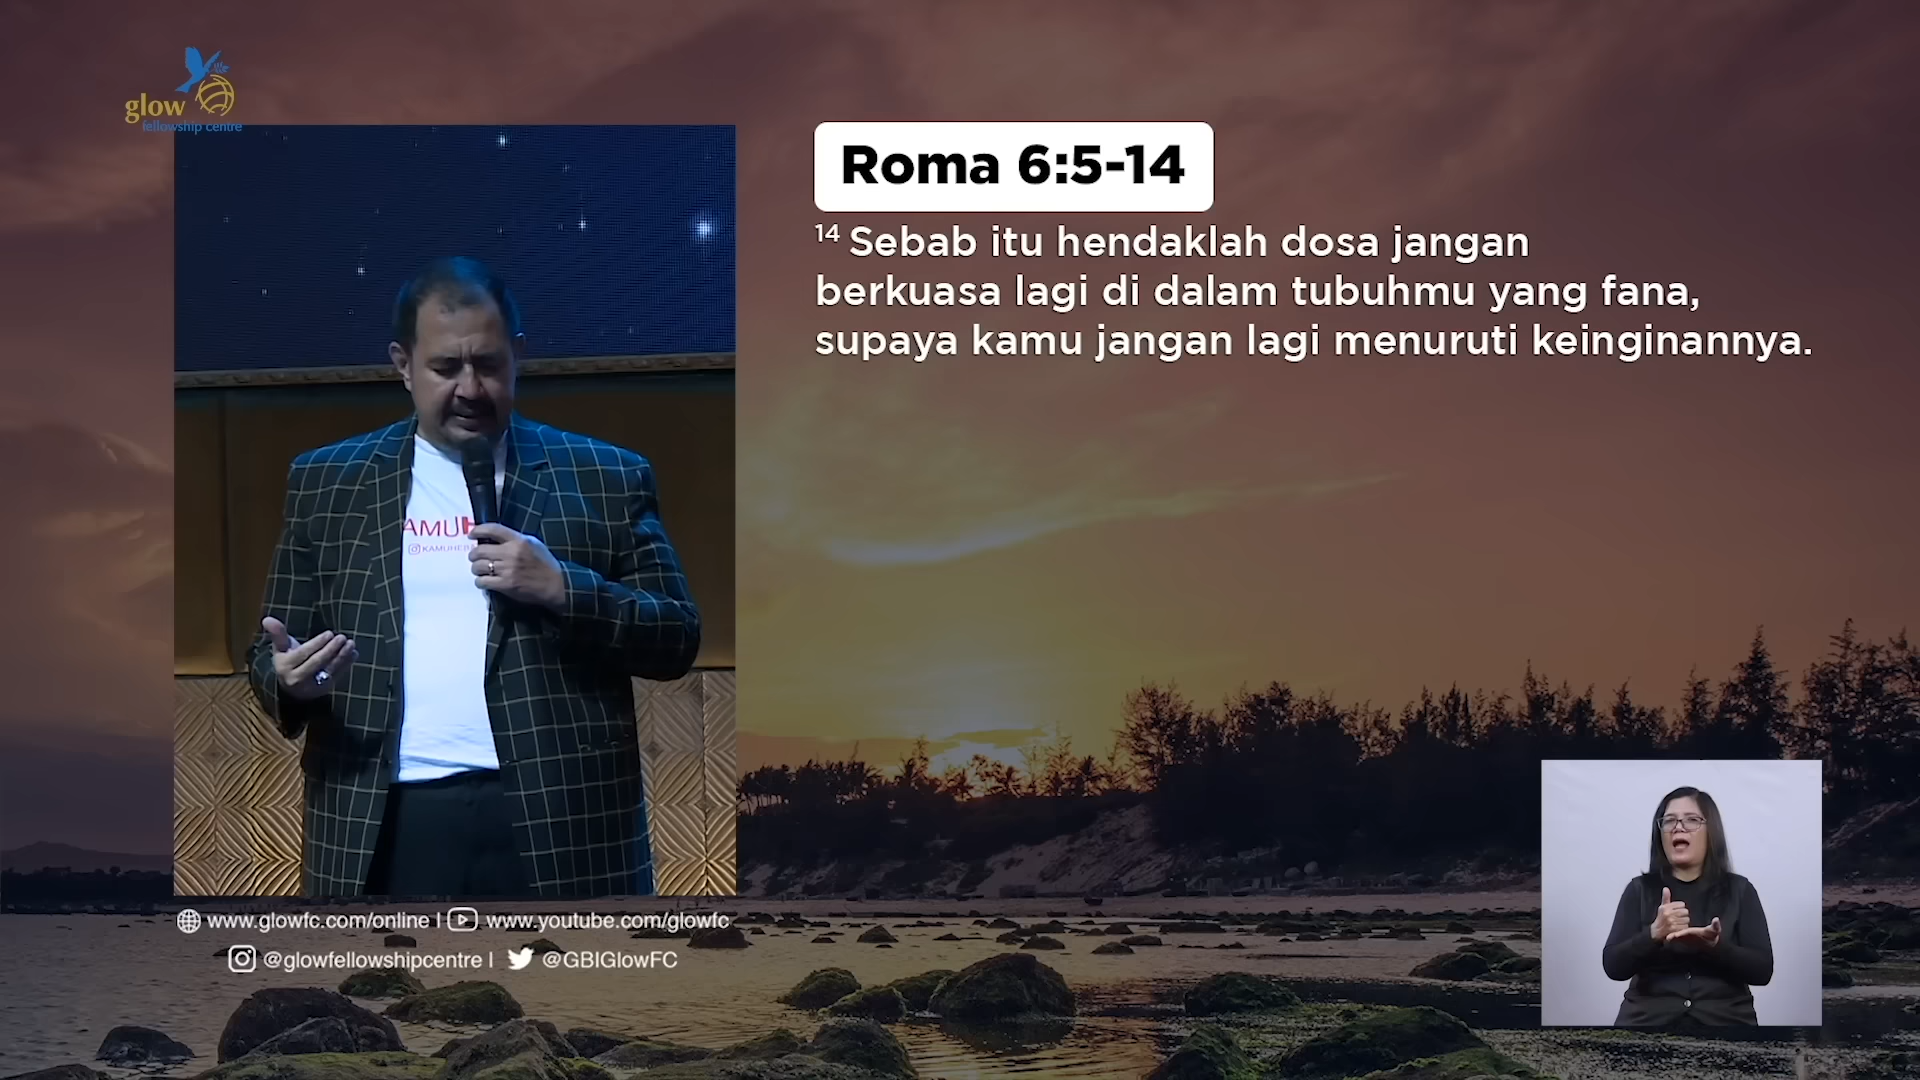 glow
fellowship centre
Roma 6:5-14
14 Sebab itu hendaklah dosa jangan
berkuasa lagi di dalam tubuhmu yang fana,
supaya kamu jangan lagi menuruti keinginannya.
AMUH
www.glowfc.com/online | www.youtube.com/glowfc
@glowfellowshipcentre | @GBIGlowFC